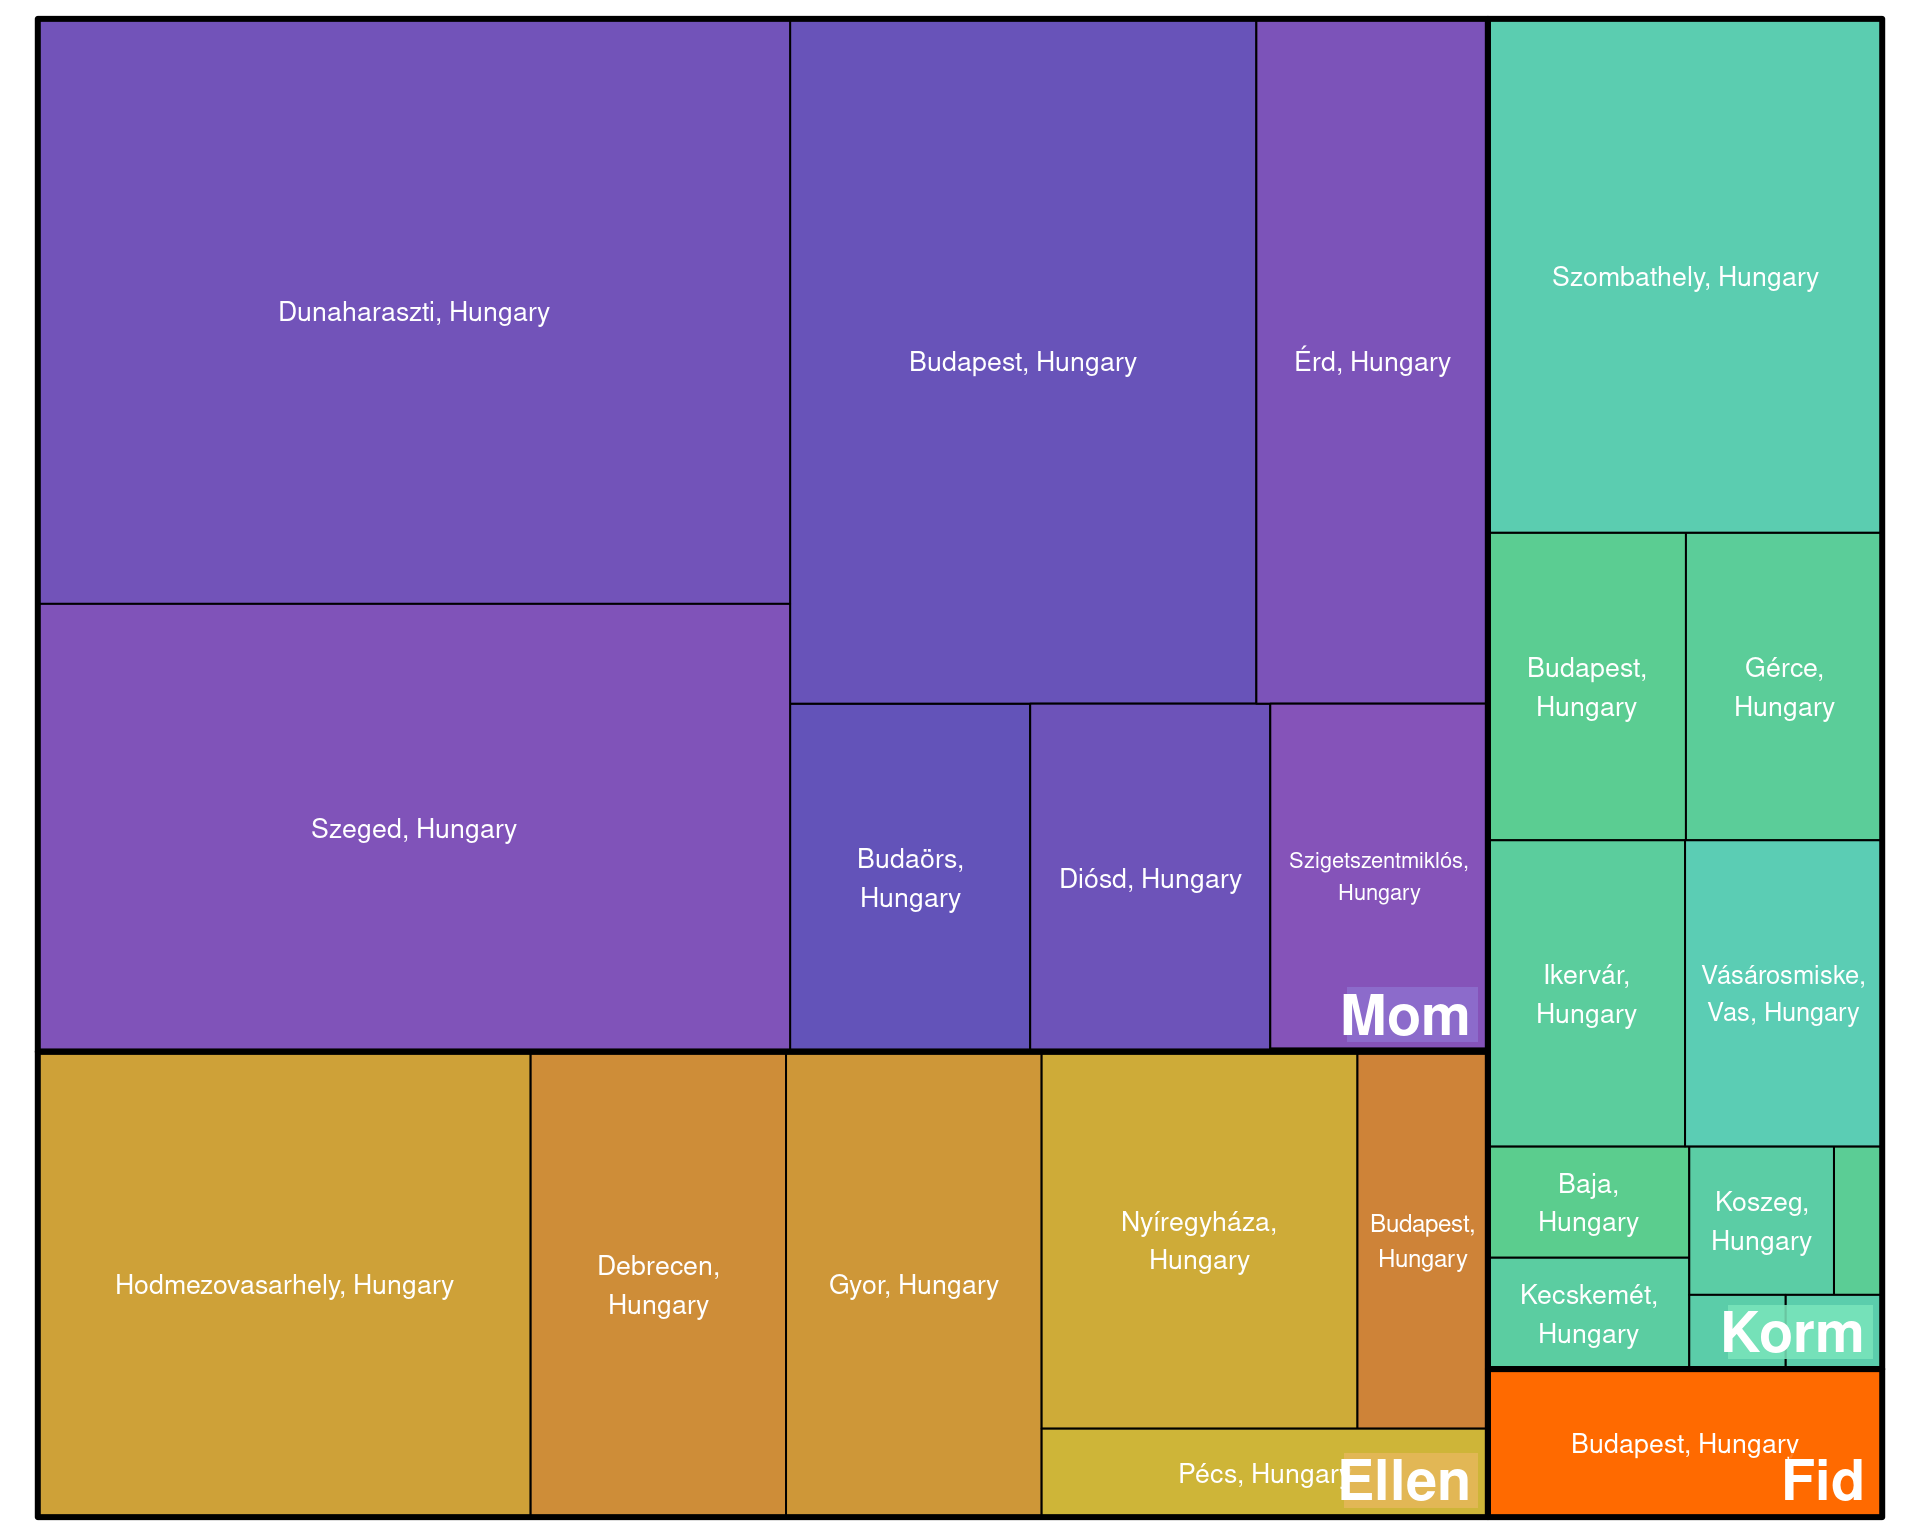 Dunaharaszti, Hungary
Szeged, Hungary
Budapest, Hungary
Érd, Hungary
Budaörs,
Hungary
Diósd, Hungary
Szigetszentmiklós,
Hungary
Mom
Hodmezovasarhely, Hungary
Debrecen,
Hungary
Gyor, Hungary
Nyíregyháza,
Hungary
Budapest,
Hungary
Pécs, Hungary
Ellen
Szombathely, Hungary
Budapest,
Hungary
Gérce,
Hungary
Ikervár,
Hungary
Vásárosmiske,
Vas, Hungary
Baja,
Hungary
Kecskemét,
Hungary
Koszeg,
Hungary
Korm
Budapest, Hungary
Fid